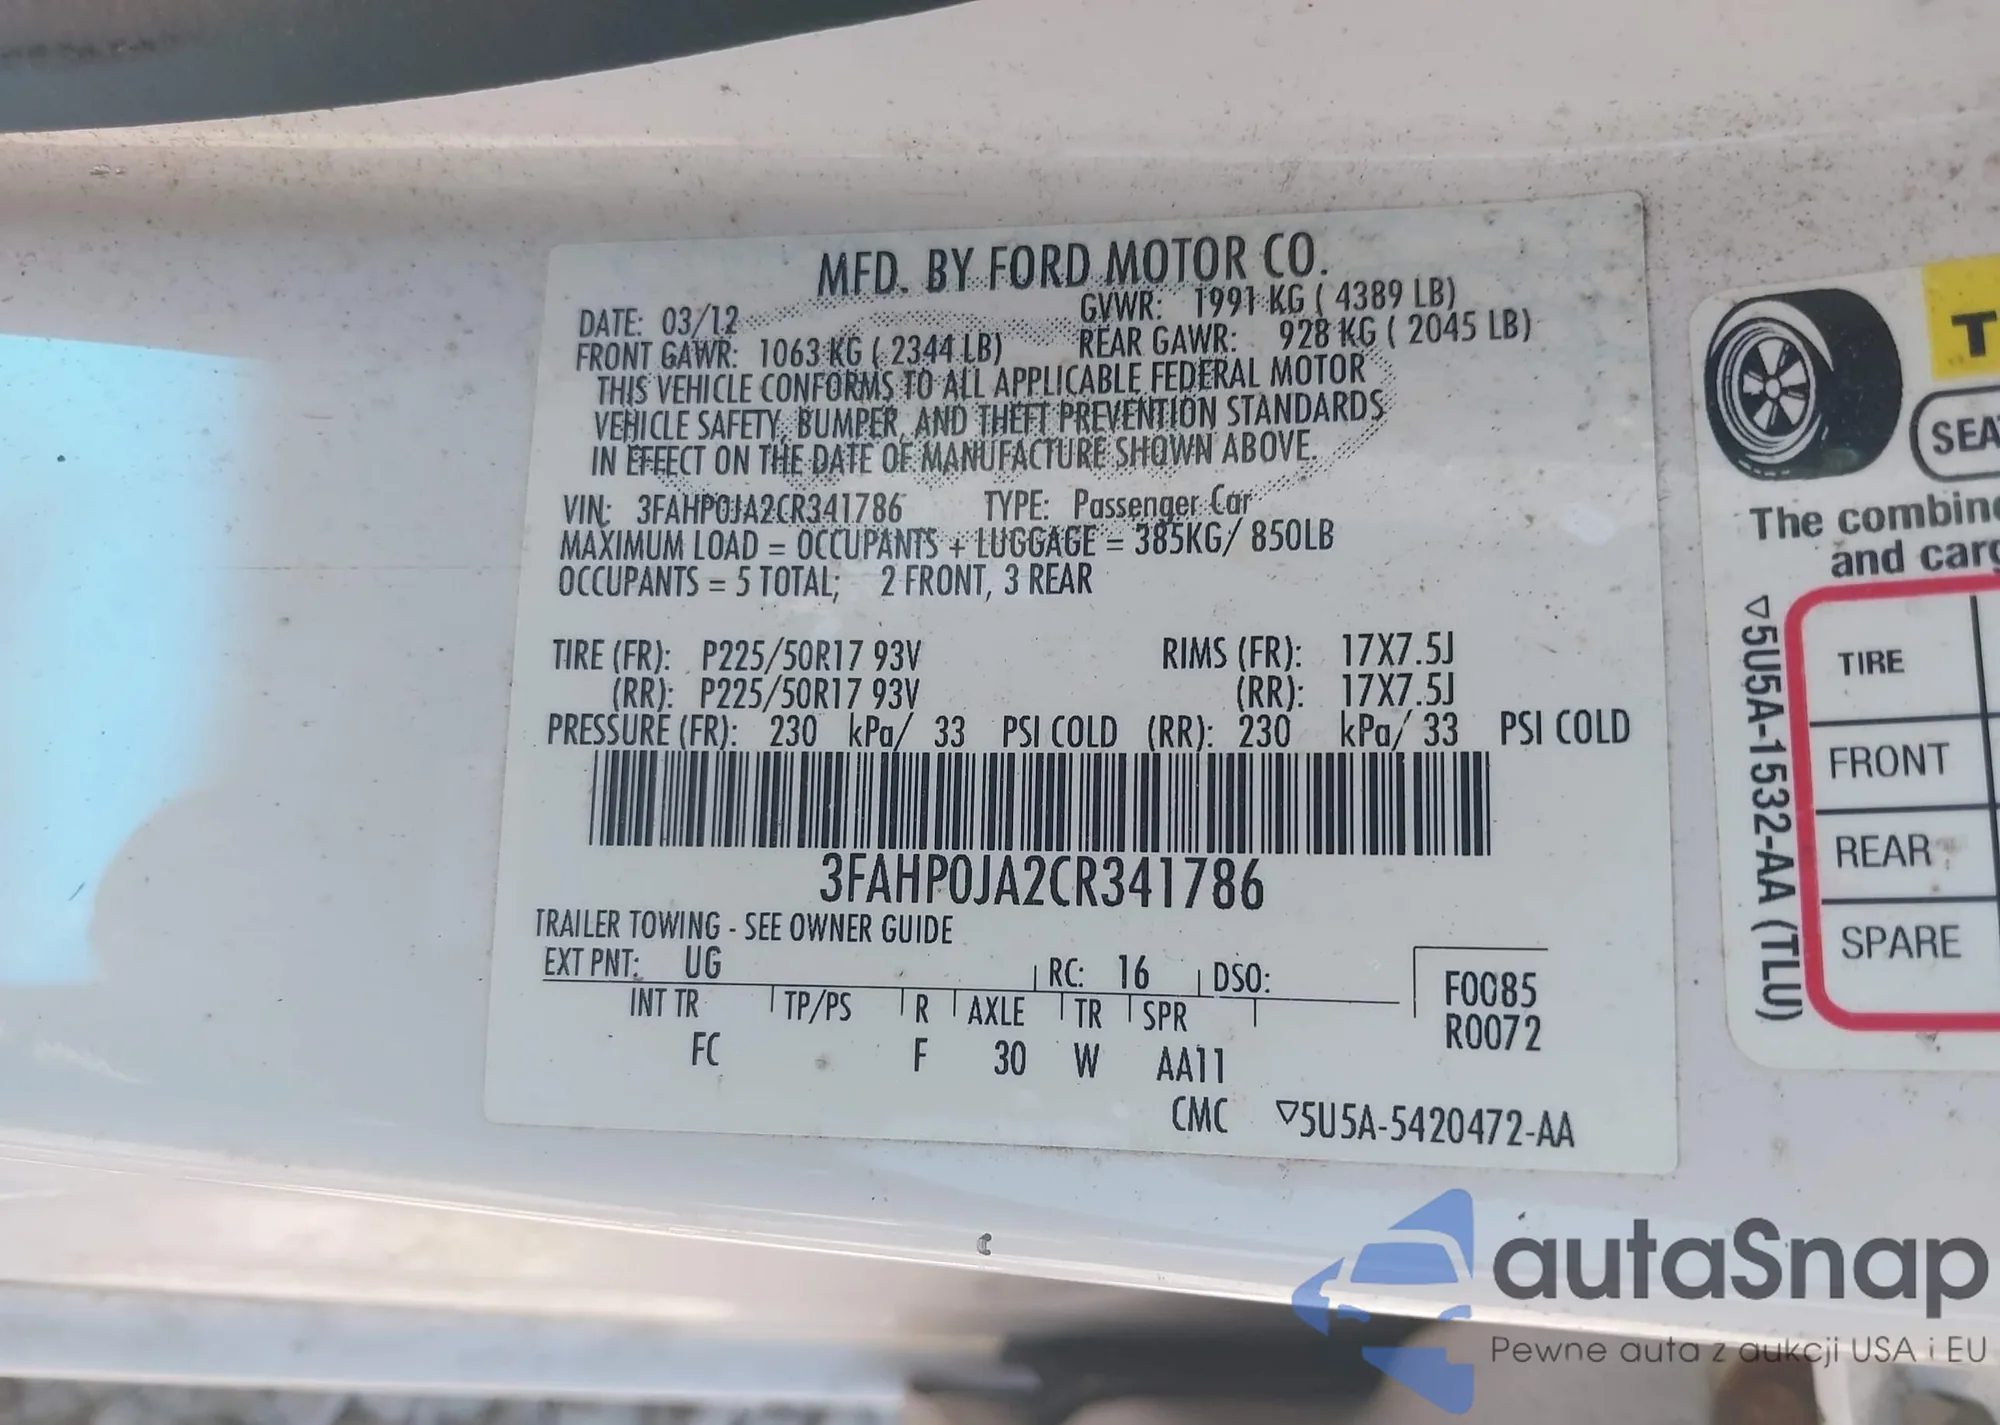 MFD. BY FORD MOTOR CO.
DATE: 03/12 GVWR: 1991 KG ( 4389 LB)
FRONT GAWR: 1063 KG ( 2344 LB) REAR GAWR: 928 KG ( 2045 LB)
THIS VEHICLE CONFORMS TO ALL APPLICABLE FEDERAL MOTOR
VEHICLE SAFETY, BUMPER, AND THEFT PREVENTION STANDARDS
IN EFFECT ON THE DATE OF MANUFACTURE SHOWN ABOVE.
VIN: 3FAHP0JA2CR341786 TYPE: Passenger Car
MAXIMUM LOAD = OCCUPANTS + LUGGAGE = 385KG/ 850LB
OCCUPANTS = 5 TOTAL; 2 FRONT, 3 REAR
TIRE (FR): P225/50R17 93V RIMS (FR): 17X7.5J
(RR): P225/50R17 93V (RR): 17X7.5J
PRESSURE (FR): 230 kPa/ 33 PSI COLD (RR): 230 kPa/ 33 PSI COLD
3FAHP0JA2CR341786
TRAILER TOWING - SEE OWNER GUIDE
EXT PNT: UG RC: 16 DSO:
F0085
R0072
INT TR TP/PS R AXLE TR SPR
FC F 30 W AA11
CMC ▽5U5A-5420472-AA
T
SEA
The combine
and carg
▽5U5A-1532-AA (TLU)
TIRE
FRONT
REAR
SPARE
autaSnap
Pewne auta z aukcji USA i EU